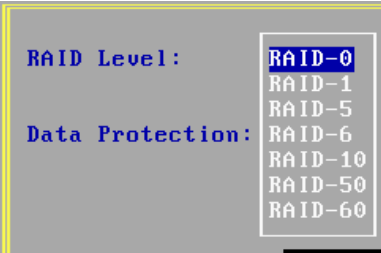 RAID Level: RAID-0
RAID-1
RAID-5
Data Protection: RAID-6
RAID-10
RAID-50
RAID-60